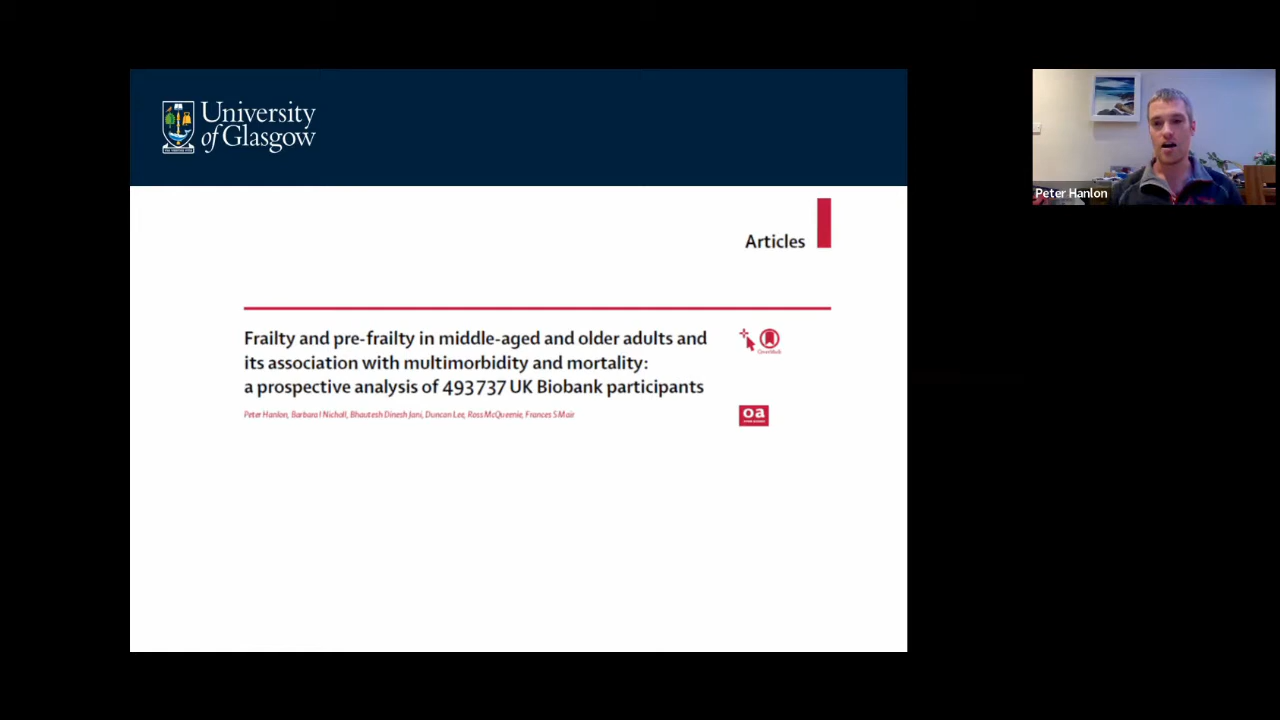 University
of Glasgow
Peter Hanlon
Articles
Frailty and pre-frailty in middle-aged and older adults and
its association with multimorbidity and mortality:
a prospective analysis of 493 737 UK Biobank participants
Peter Hanlon, Barbara I Nicholl, Bhautesh Dinesh Jani, Duncan Lee, Ross McQueenie, Frances S Mair
oa